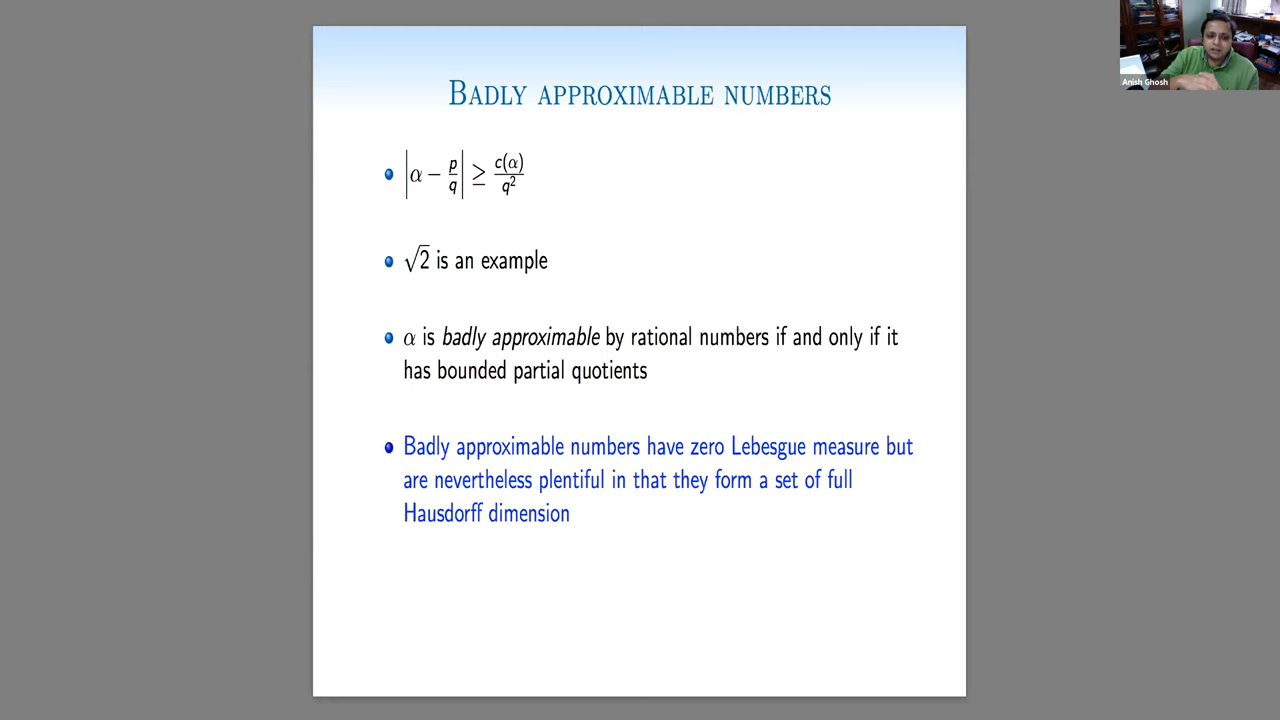 BADLY APPROXIMABLE NUMBERS
|α − p/q| ≥ c(α)/q²
√2 is an example
α is badly approximable by rational numbers if and only if it
has bounded partial quotients
Badly approximable numbers have zero Lebesgue measure but
are nevertheless plentiful in that they form a set of full
Hausdorff dimension
Anish Ghosh